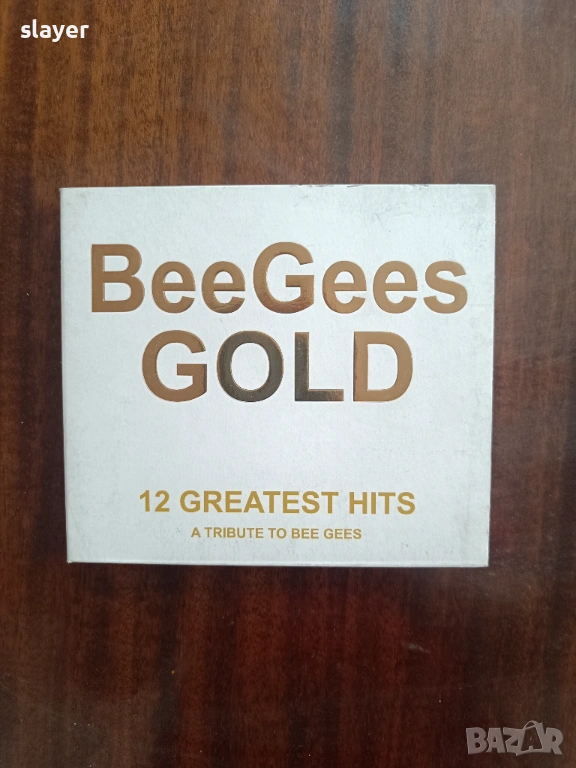 slayer
BeeGees
GOLD
12 GREATEST HITS
A TRIBUTE TO BEE GEES
BAZAR